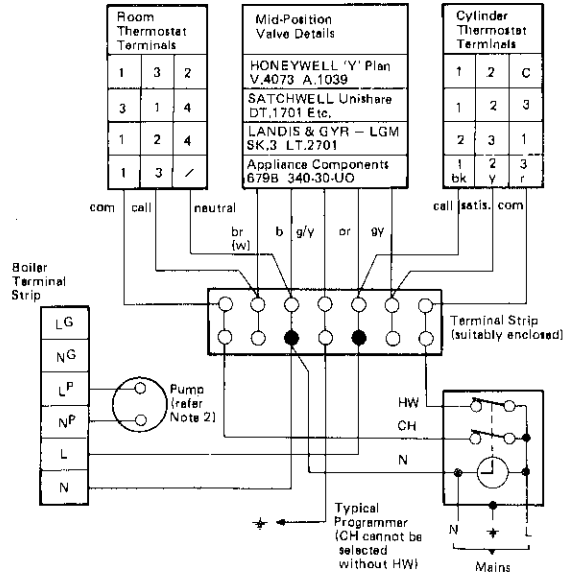 Room
Thermostat
Terminals
1 3 2
3 1 4
1 2 4
1 3 /
Mid-Position
Valve Details
HONEYWELL 'Y' Plan
V.4073 A.1039
SATCHWELL Unishare
DT.1701 Etc.
LANDIS & GYR – LGM
SK.3 LT.2701
Appliance Components
679B 340-30-UO
Cylinder
Thermostat
Terminals
1 2 C
1 2 3
2 3 1
1 2 3
bk y r
com call neutral
br b g/y or gy
(w)
call satis. com
Boiler
Terminal
Strip
LG
NG
LP
NP
L
N
Pump
(refer
Note 2)
Terminal Strip
(suitably enclosed)
HW
CH
N
Typical
Programmer
(CH cannot be
selected
without HW)
N L
Mains